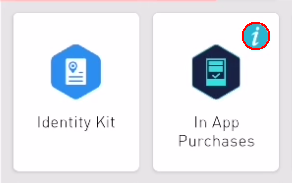 i
Identity Kit
In App
Purchases